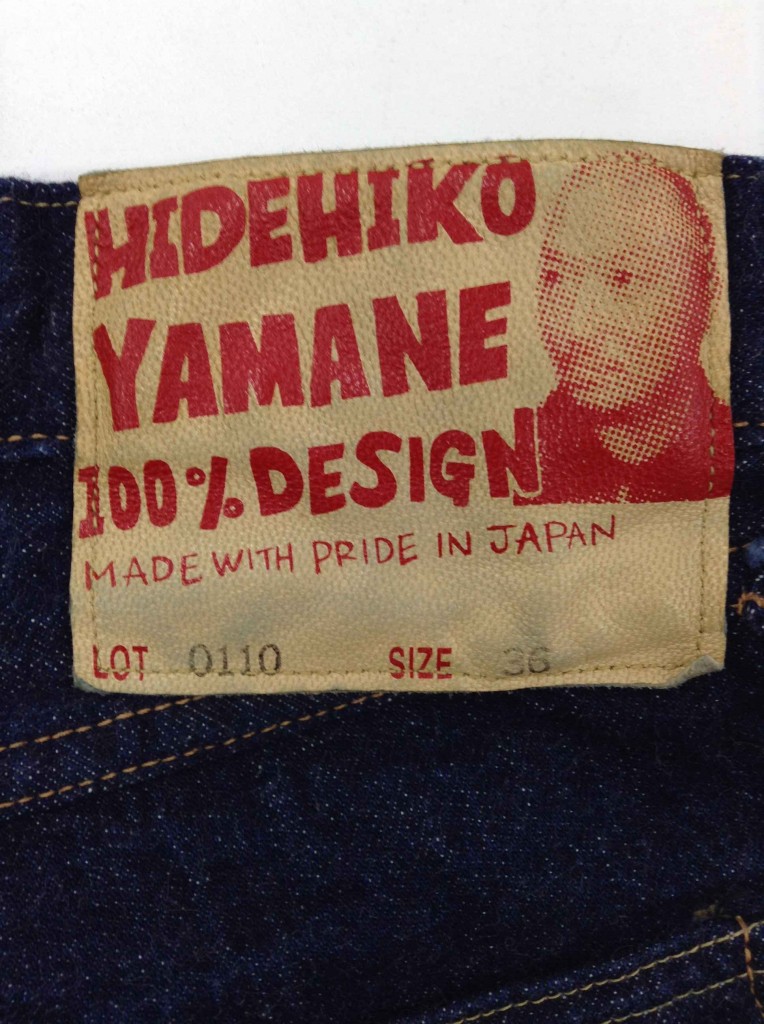 HIDEHIKO
YAMANE
100% DESIGN
MADE WITH PRIDE IN JAPAN
LOT 0110 SIZE 36